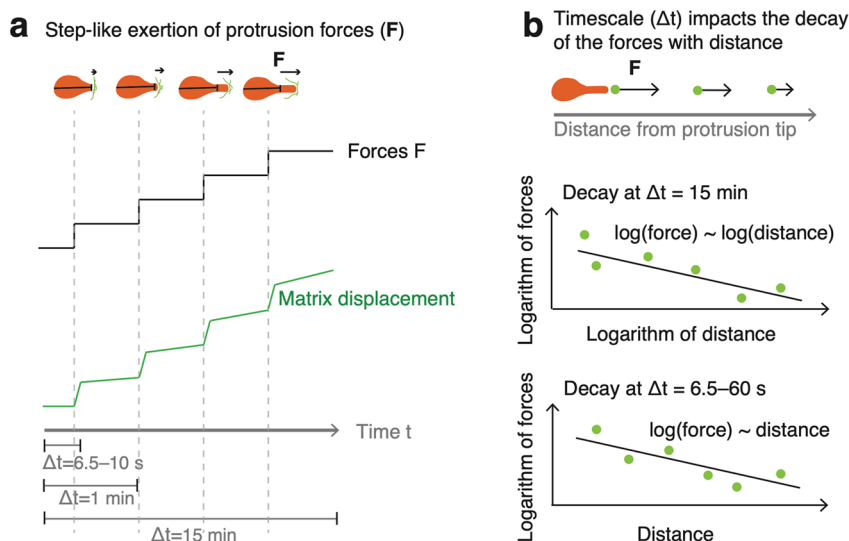 a Step-like exertion of protrusion forces (F)
F
Forces F
Matrix displacement
Time t
Δt=6.5–10 s
Δt=1 min
Δt=15 min
b Timescale (Δt) impacts the decay
of the forces with distance
F
Distance from protrusion tip
Decay at Δt = 15 min
log(force) ~ log(distance)
Logarithm of forces
Logarithm of distance
Decay at Δt = 6.5–60 s
log(force) ~ distance
Logarithm of forces
Distance